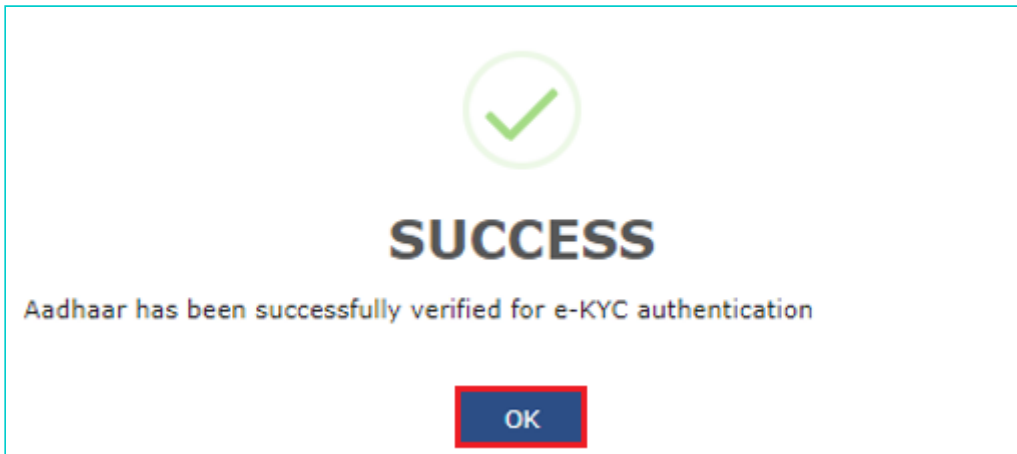 SUCCESS
Aadhaar has been successfully verified for e-KYC authentication
OK